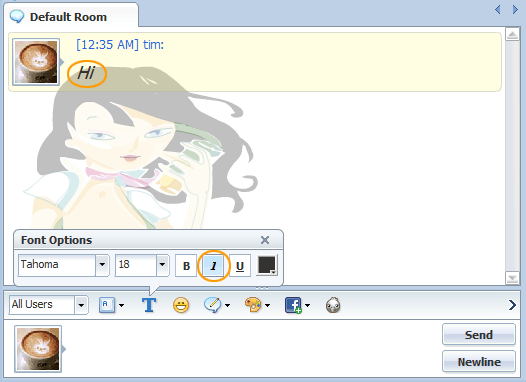 Default Room
[12:35 AM] tim:
Hi
Font Options
Tahoma 18 B I U
All Users A T
Send
Newline